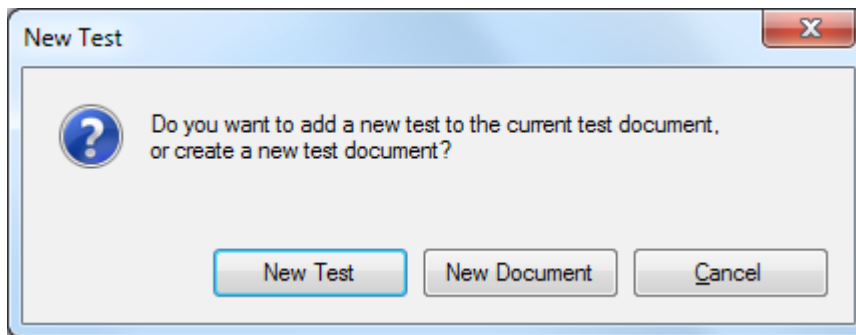 New Test
Do you want to add a new test to the current test document,
or create a new test document?
New Test
New Document
Cancel